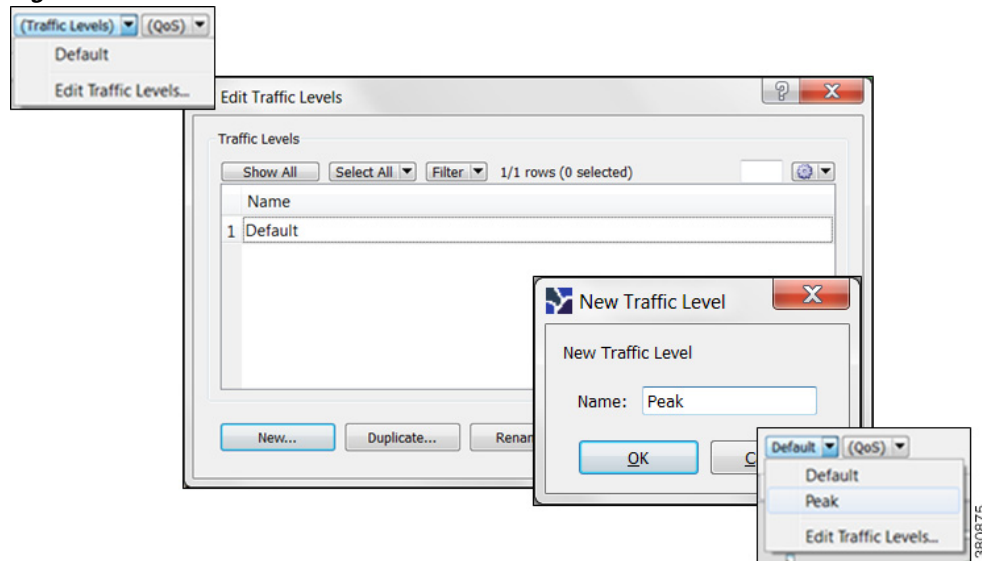 (Traffic Levels) (QoS)
Default
Edit Traffic Levels...
Edit Traffic Levels
Traffic Levels
Show All Select All Filter 1/1 rows (0 selected)
Name
1 Default
New... Duplicate...
New Traffic Level
New Traffic Level
Name: Peak
OK
Default (QoS)
Default
Peak
Edit Traffic Levels...
380875